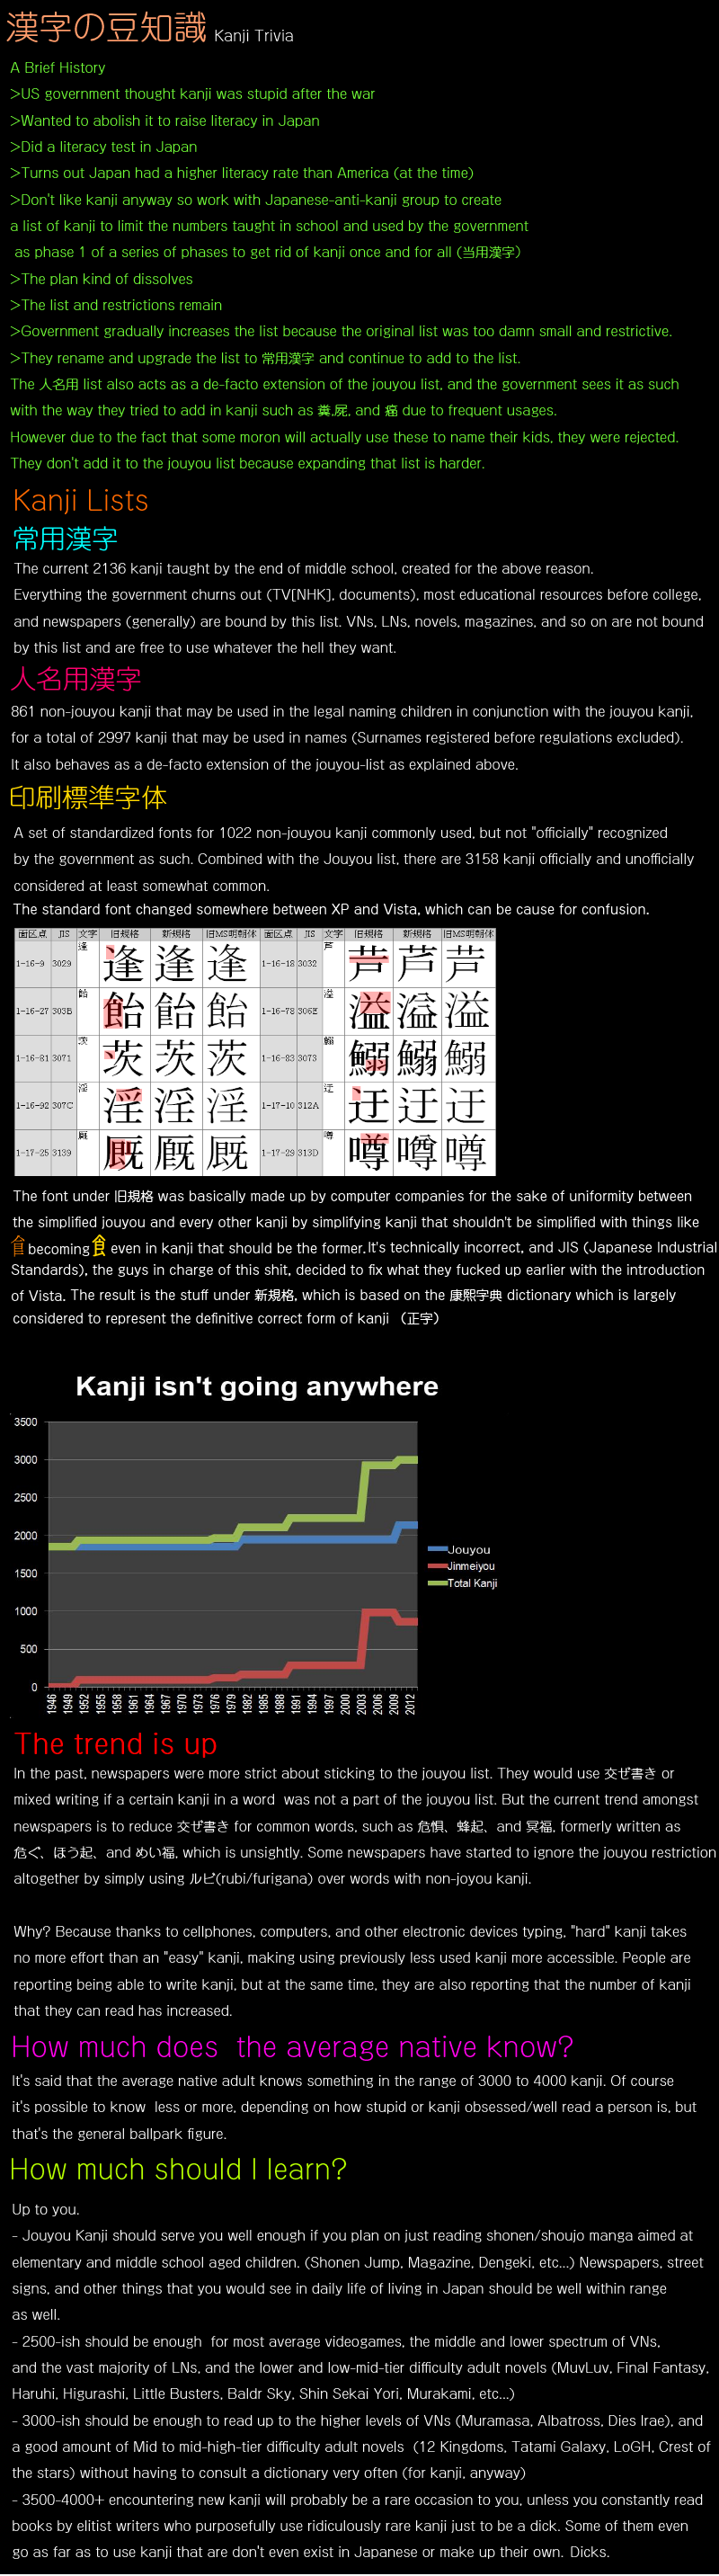 漢字の豆知識 Kanji Trivia
A Brief History
>US government thought kanji was stupid after the war
>Wanted to abolish it to raise literacy in Japan
>Did a literacy test in Japan
>Turns out Japan had a higher literacy rate than America (at the time)
>Don't like kanji anyway so work with Japanese-anti-kanji group to create
a list of kanji to limit the numbers taught in school and used by the government
as phase 1 of a series of phases to get rid of kanji once and for all (当用漢字)
>The plan kind of dissolves
>The list and restrictions remain
>Government gradually increases the list because the original list was too damn small and restrictive.
>They rename and upgrade the list to 常用漢字 and continue to add to the list.
The 人名用 list also acts as a de-facto extension of the jouyou list, and the government sees it as such
with the way they tried to add in kanji such as 糞,屍, and 癌 due to frequent usages.
However due to the fact that some moron will actually use these to name their kids, they were rejected.
They don't add it to the jouyou list because expanding that list is harder.
Kanji Lists
常用漢字
The current 2136 kanji taught by the end of middle school, created for the above reason.
Everything the government churns out (TV[NHK], documents), most educational resources before college,
and newspapers (generally) are bound by this list. VNs, LNs, novels, magazines, and so on are not bound
by this list and are free to use whatever the hell they want.
人名用漢字
861 non-jouyou kanji that may be used in the legal naming children in conjunction with the jouyou kanji,
for a total of 2997 kanji that may be used in names (Surnames registered before regulations excluded).
It also behaves as a de-facto extension of the jouyou-list as explained above.
印刷標準字体
A set of standardized fonts for 1022 non-jouyou kanji commonly used, but not "officially" recognized
by the government as such. Combined with the Jouyou list, there are 3158 kanji officially and unofficially
considered at least somewhat common.
The standard font changed somewhere between XP and Vista, which can be cause for confusion.
面区点 JIS 文字 旧規格 新規格 旧MS明朝体 面区点 JIS 文字 旧規格 新規格 旧MS明朝体
1-16-9 3029 逢 逢 逢 逢 1-16-18 3032 芦 芦 芦 芦
1-16-27 303B 飴 飴 飴 飴 1-16-78 306E 溢 溢 溢 溢
1-16-81 3071 茨 茨 茨 茨 1-16-83 3073 鰯 鰯 鰯 鰯
1-16-92 307C 淫 淫 淫 淫 1-17-10 312A 迂 迂 迂 迂
1-17-25 3139 厩 厩 厩 厩 1-17-29 313D 噂 噂 噂 噂
The font under 旧規格 was basically made up by computer companies for the sake of uniformity between
the simplified jouyou and every other kanji by simplifying kanji that shouldn't be simplified with things like
飠 becoming 𩙿 even in kanji that should be the former. It's technically incorrect, and JIS (Japanese Industrial
Standards), the guys in charge of this shit, decided to fix what they fucked up earlier with the introduction
of Vista. The result is the stuff under 新規格, which is based on the 康熙字典 dictionary which is largely
considered to represent the definitive correct form of kanji （正字）
Kanji isn't going anywhere
3500
3000
2500
2000
1500
1000
500
0
1946 1949 1952 1955 1958 1961 1964 1967 1970 1973 1976 1979 1982 1985 1988 1991 1994 1997 2000 2003 2006 2009 2012
Jouyou
Jinmeiyou
Total Kanji
The trend is up
In the past, newspapers were more strict about sticking to the jouyou list. They would use 交ぜ書き or
mixed writing if a certain kanji in a word was not a part of the jouyou list. But the current trend amongst
newspapers is to reduce 交ぜ書き for common words, such as 危惧、蜂起、and 冥福, formerly written as
危ぐ、ほう起、and めい福, which is unsightly. Some newspapers have started to ignore the jouyou restriction
altogether by simply using ルビ(rubi/furigana) over words with non-joyou kanji.
Why? Because thanks to cellphones, computers, and other electronic devices typing, "hard" kanji takes
no more effort than an "easy" kanji, making using previously less used kanji more accessible. People are
reporting being able to write kanji, but at the same time, they are also reporting that the number of kanji
that they can read has increased.
How much does the average native know?
It's said that the average native adult knows something in the range of 3000 to 4000 kanji. Of course
it's possible to know less or more, depending on how stupid or kanji obsessed/well read a person is, but
that's the general ballpark figure.
How much should I learn?
Up to you.
- Jouyou Kanji should serve you well enough if you plan on just reading shonen/shoujo manga aimed at
elementary and middle school aged children. (Shonen Jump, Magazine, Dengeki, etc...) Newspapers, street
signs, and other things that you would see in daily life of living in Japan should be well within range
as well.
- 2500-ish should be enough for most average videogames, the middle and lower spectrum of VNs,
and the vast majority of LNs, and the lower and low-mid-tier difficulty adult novels (MuvLuv, Final Fantasy,
Haruhi, Higurashi, Little Busters, Baldr Sky, Shin Sekai Yori, Murakami, etc...)
- 3000-ish should be enough to read up to the higher levels of VNs (Muramasa, Albatross, Dies Irae), and
a good amount of Mid to mid-high-tier difficulty adult novels (12 Kingdoms, Tatami Galaxy, LoGH, Crest of
the stars) without having to consult a dictionary very often (for kanji, anyway)
- 3500-4000+ encountering new kanji will probably be a rare occasion to you, unless you constantly read
books by elitist writers who purposefully use ridiculously rare kanji just to be a dick. Some of them even
go as far as to use kanji that are don't even exist in Japanese or make up their own. Dicks.